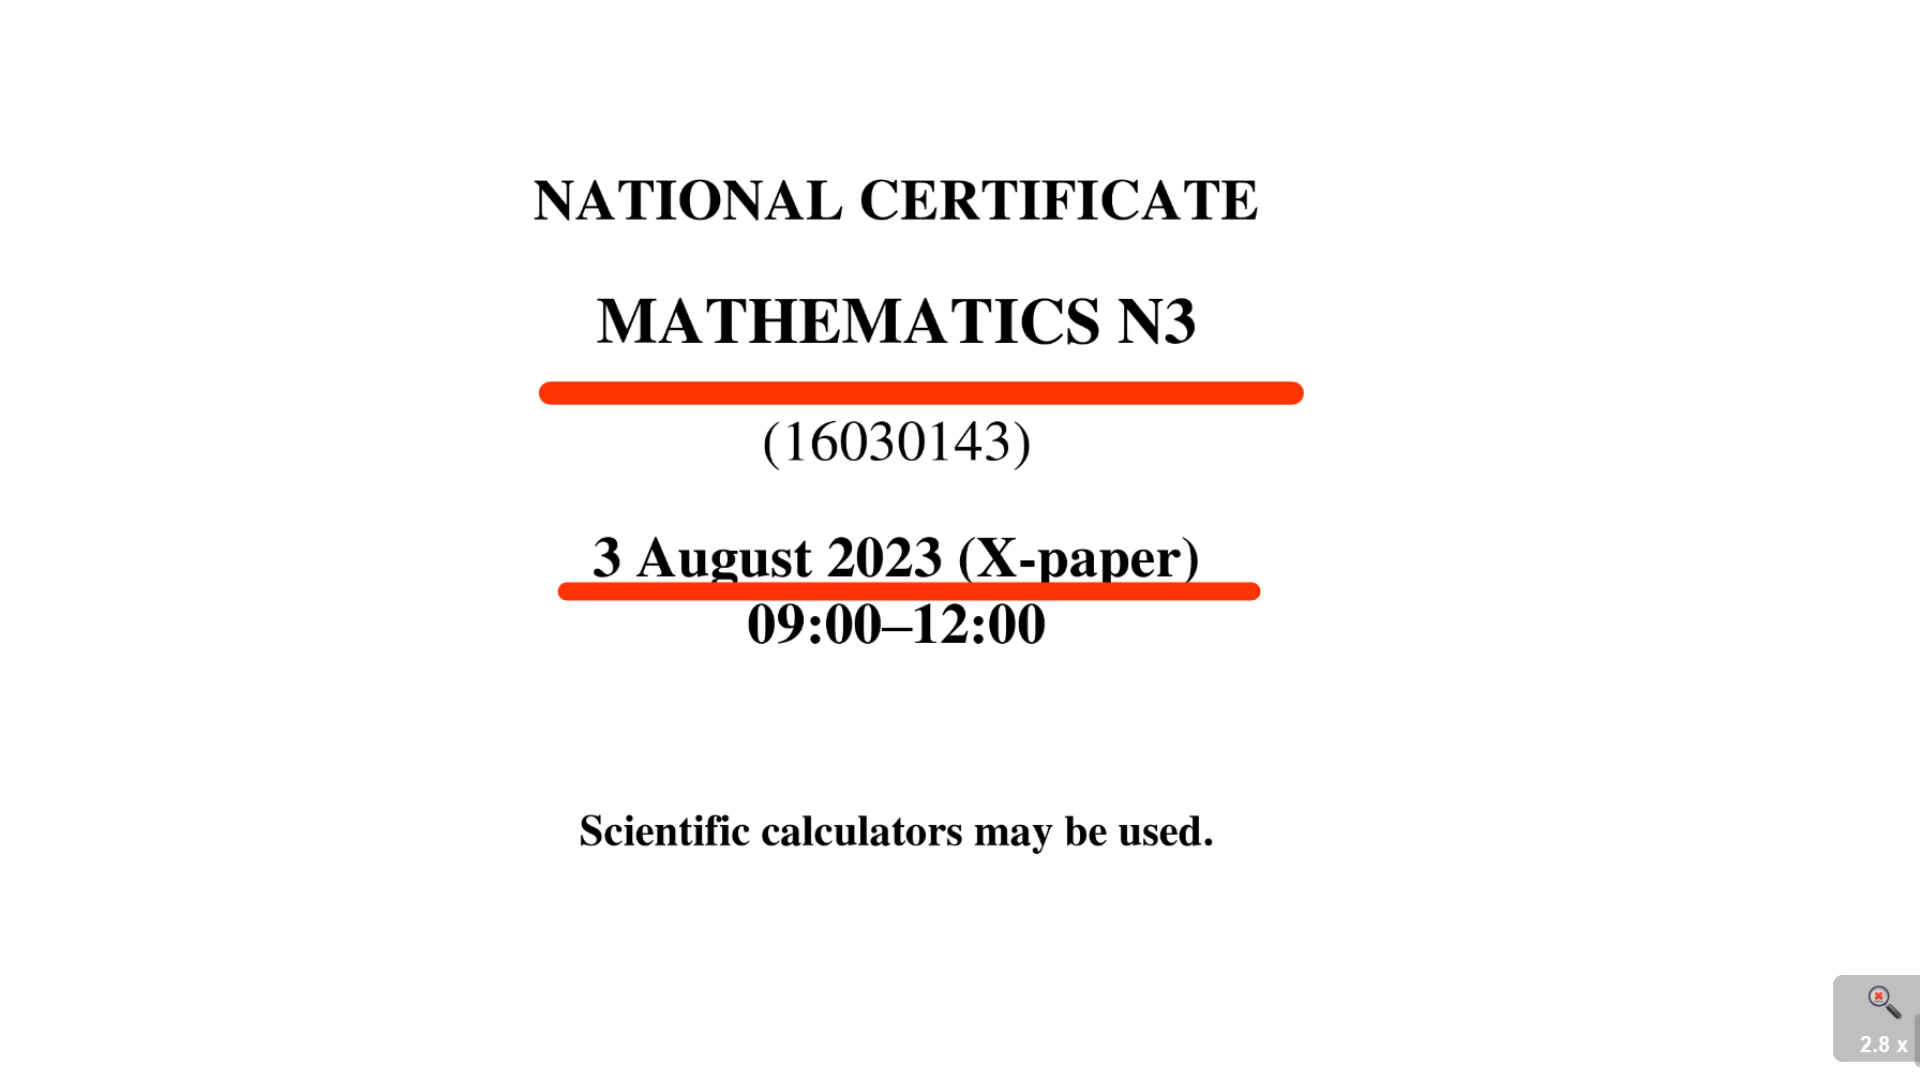 NATIONAL CERTIFICATE
MATHEMATICS N3
(16030143)
3 August 2023 (X-paper)
09:00–12:00
Scientific calculators may be used.
2.8 x